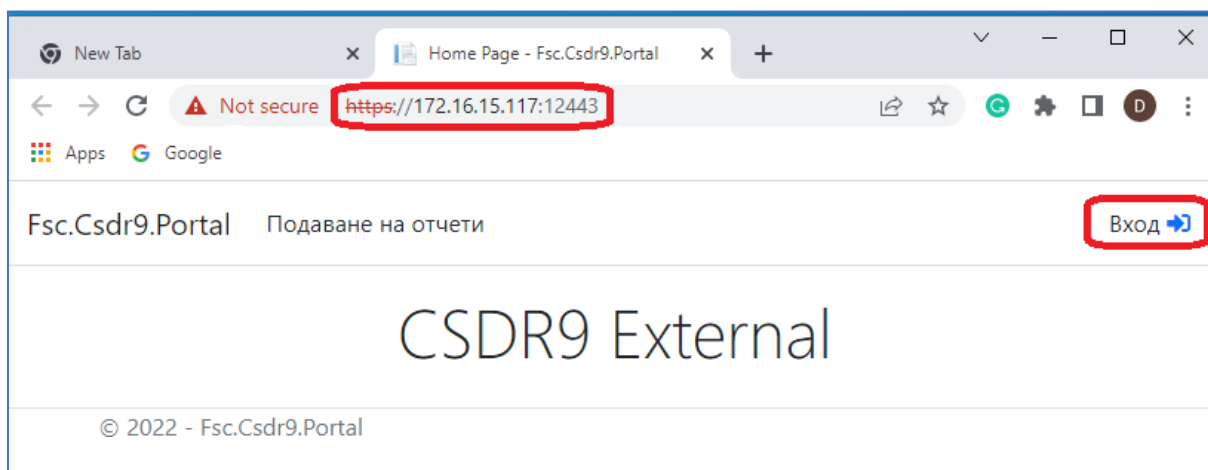 New Tab
Home Page - Fsc.Csdr9.Portal
Not secure https://172.16.15.117:12443
D
Apps G Google
Fsc.Csdr9.Portal Подаване на отчети Вход
CSDR9 External
© 2022 - Fsc.Csdr9.Portal